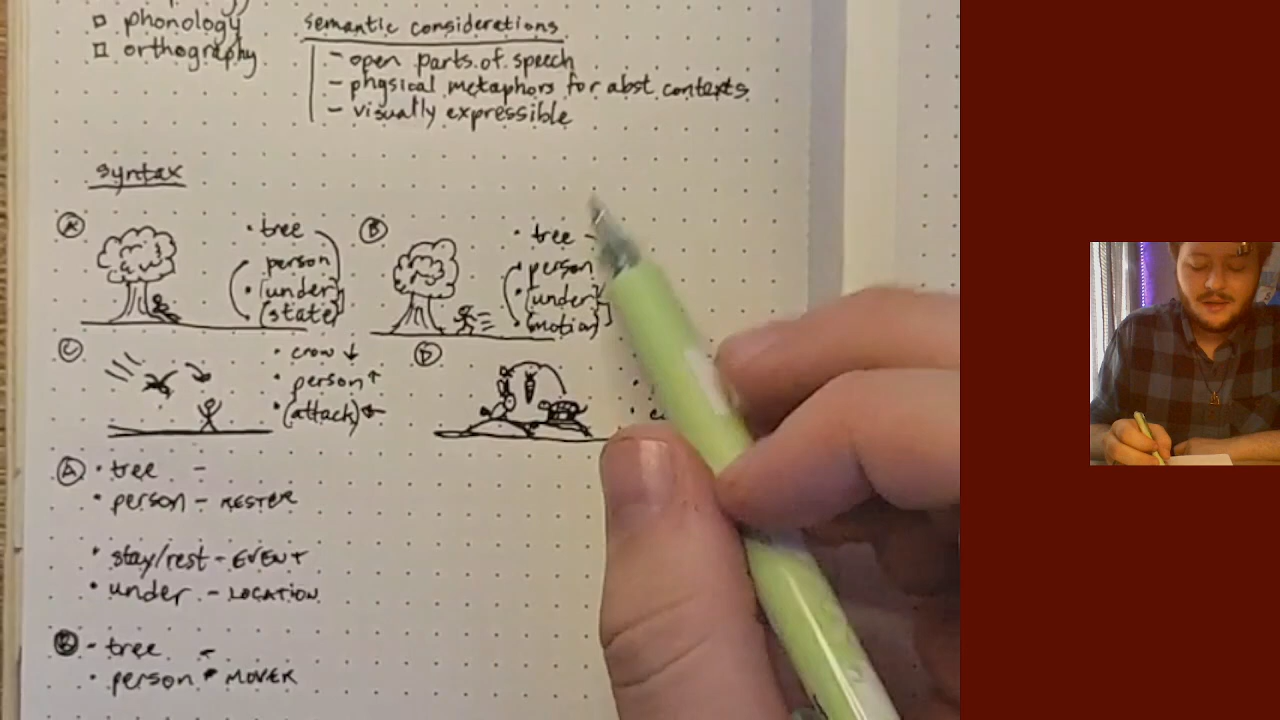 □ phonology
□ orthography
semantic considerations
- open parts of speech
- physical metaphors for abst contexts
- visually expressible
syntax
Ⓐ
· tree
person
· (under)
(state)
Ⓑ
· tree -
person
· (under)
· (motion)
Ⓒ
· crow ↓
· person ↑
· (attack) ←
Ⓓ
Ⓐ · tree -
· person - RESTER
· stay/rest - EVENT
· under - LOCATION
Ⓑ - tree -
· person - MOVER